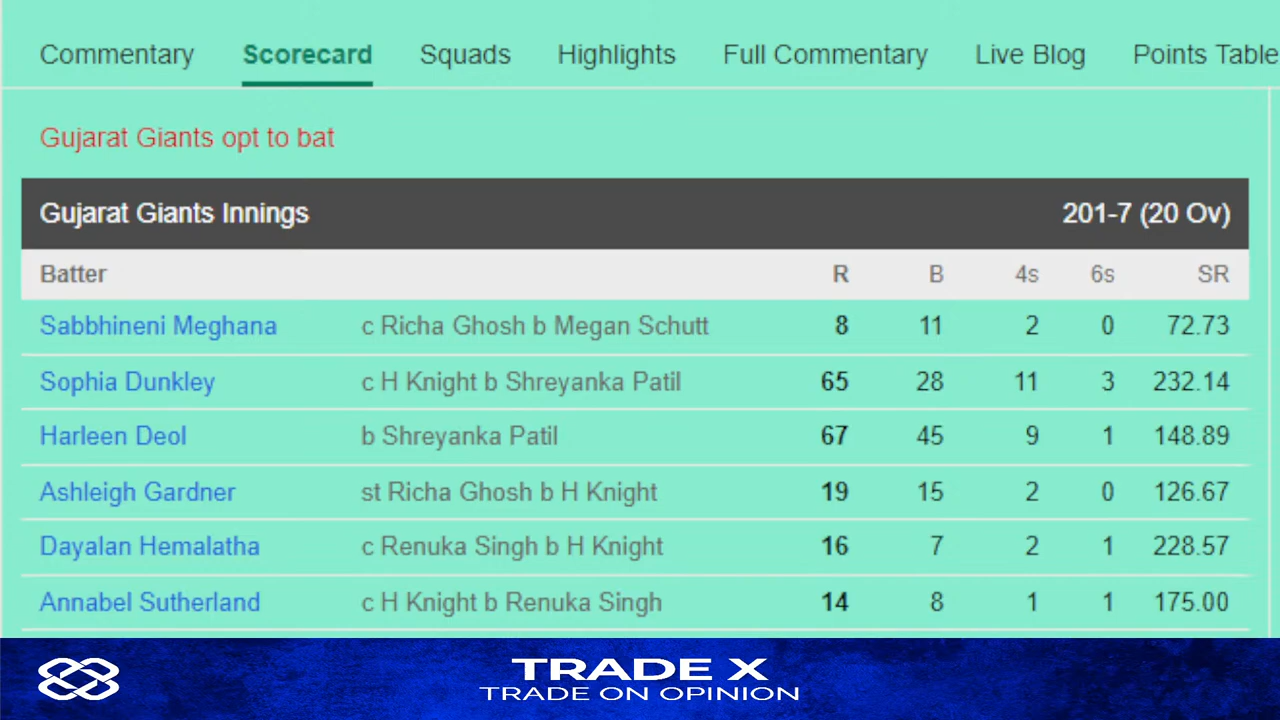 Commentary Scorecard Squads Highlights Full Commentary Live Blog Points Table
Gujarat Giants opt to bat
Gujarat Giants Innings 201-7 (20 Ov)
Batter R B 4s 6s SR
Sabbhineni Meghana c Richa Ghosh b Megan Schutt 8 11 2 0 72.73
Sophia Dunkley c H Knight b Shreyanka Patil 65 28 11 3 232.14
Harleen Deol b Shreyanka Patil 67 45 9 1 148.89
Ashleigh Gardner st Richa Ghosh b H Knight 19 15 2 0 126.67
Dayalan Hemalatha c Renuka Singh b H Knight 16 7 2 1 228.57
Annabel Sutherland c H Knight b Renuka Singh 14 8 1 1 175.00
TRADE X
TRADE ON OPINION